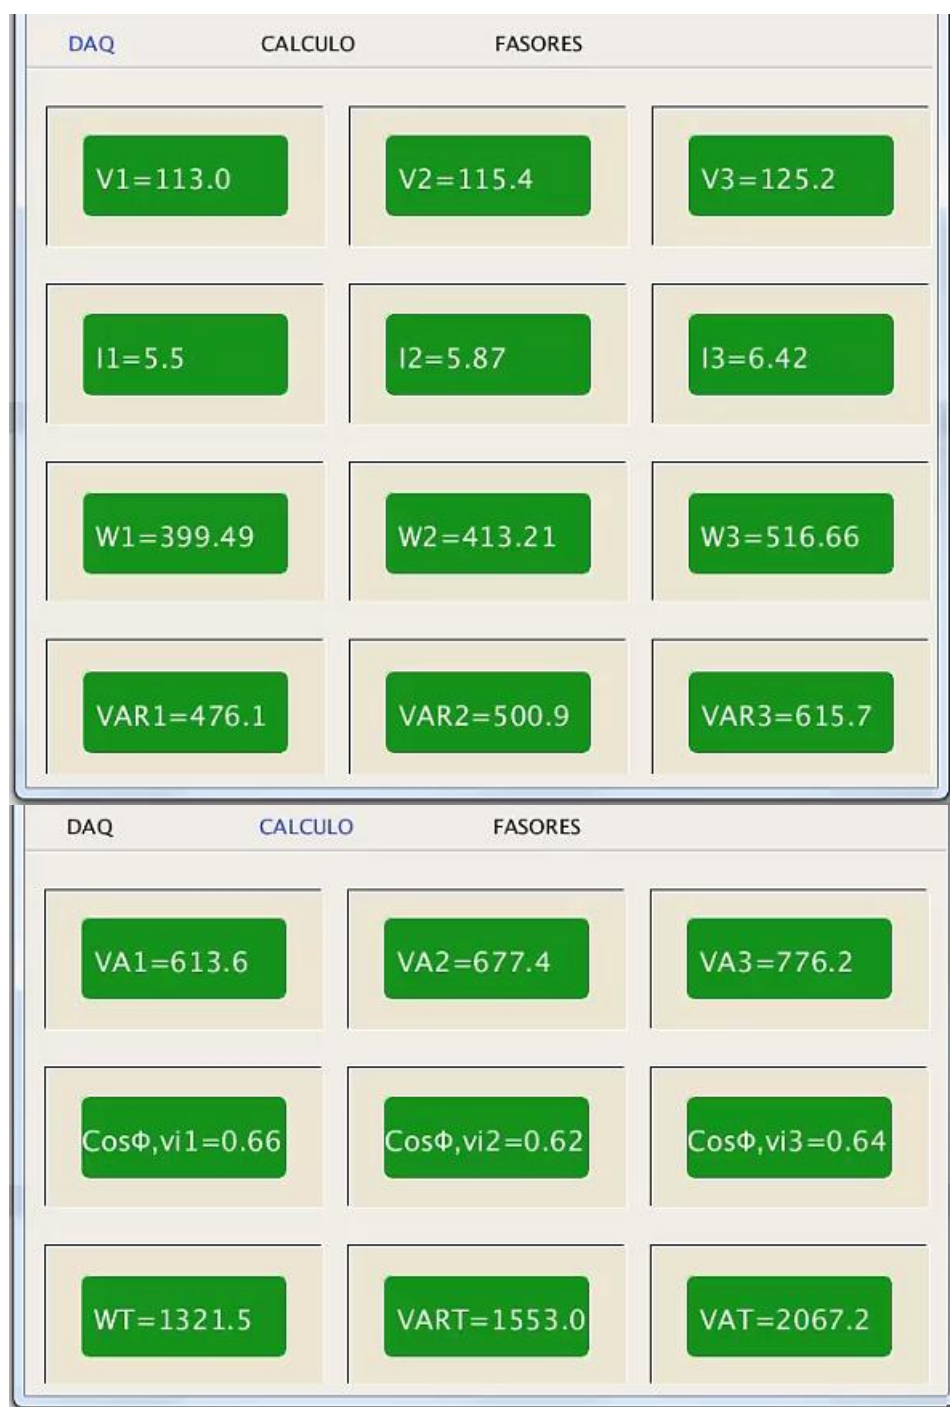 DAQ CALCULO FASORES
V1=113.0 V2=115.4 V3=125.2
I1=5.5 I2=5.87 I3=6.42
W1=399.49 W2=413.21 W3=516.66
VAR1=476.1 VAR2=500.9 VAR3=615.7
DAQ CALCULO FASORES
VA1=613.6 VA2=677.4 VA3=776.2
CosΦ,vi1=0.66 CosΦ,vi2=0.62 CosΦ,vi3=0.64
WT=1321.5 VART=1553.0 VAT=2067.2